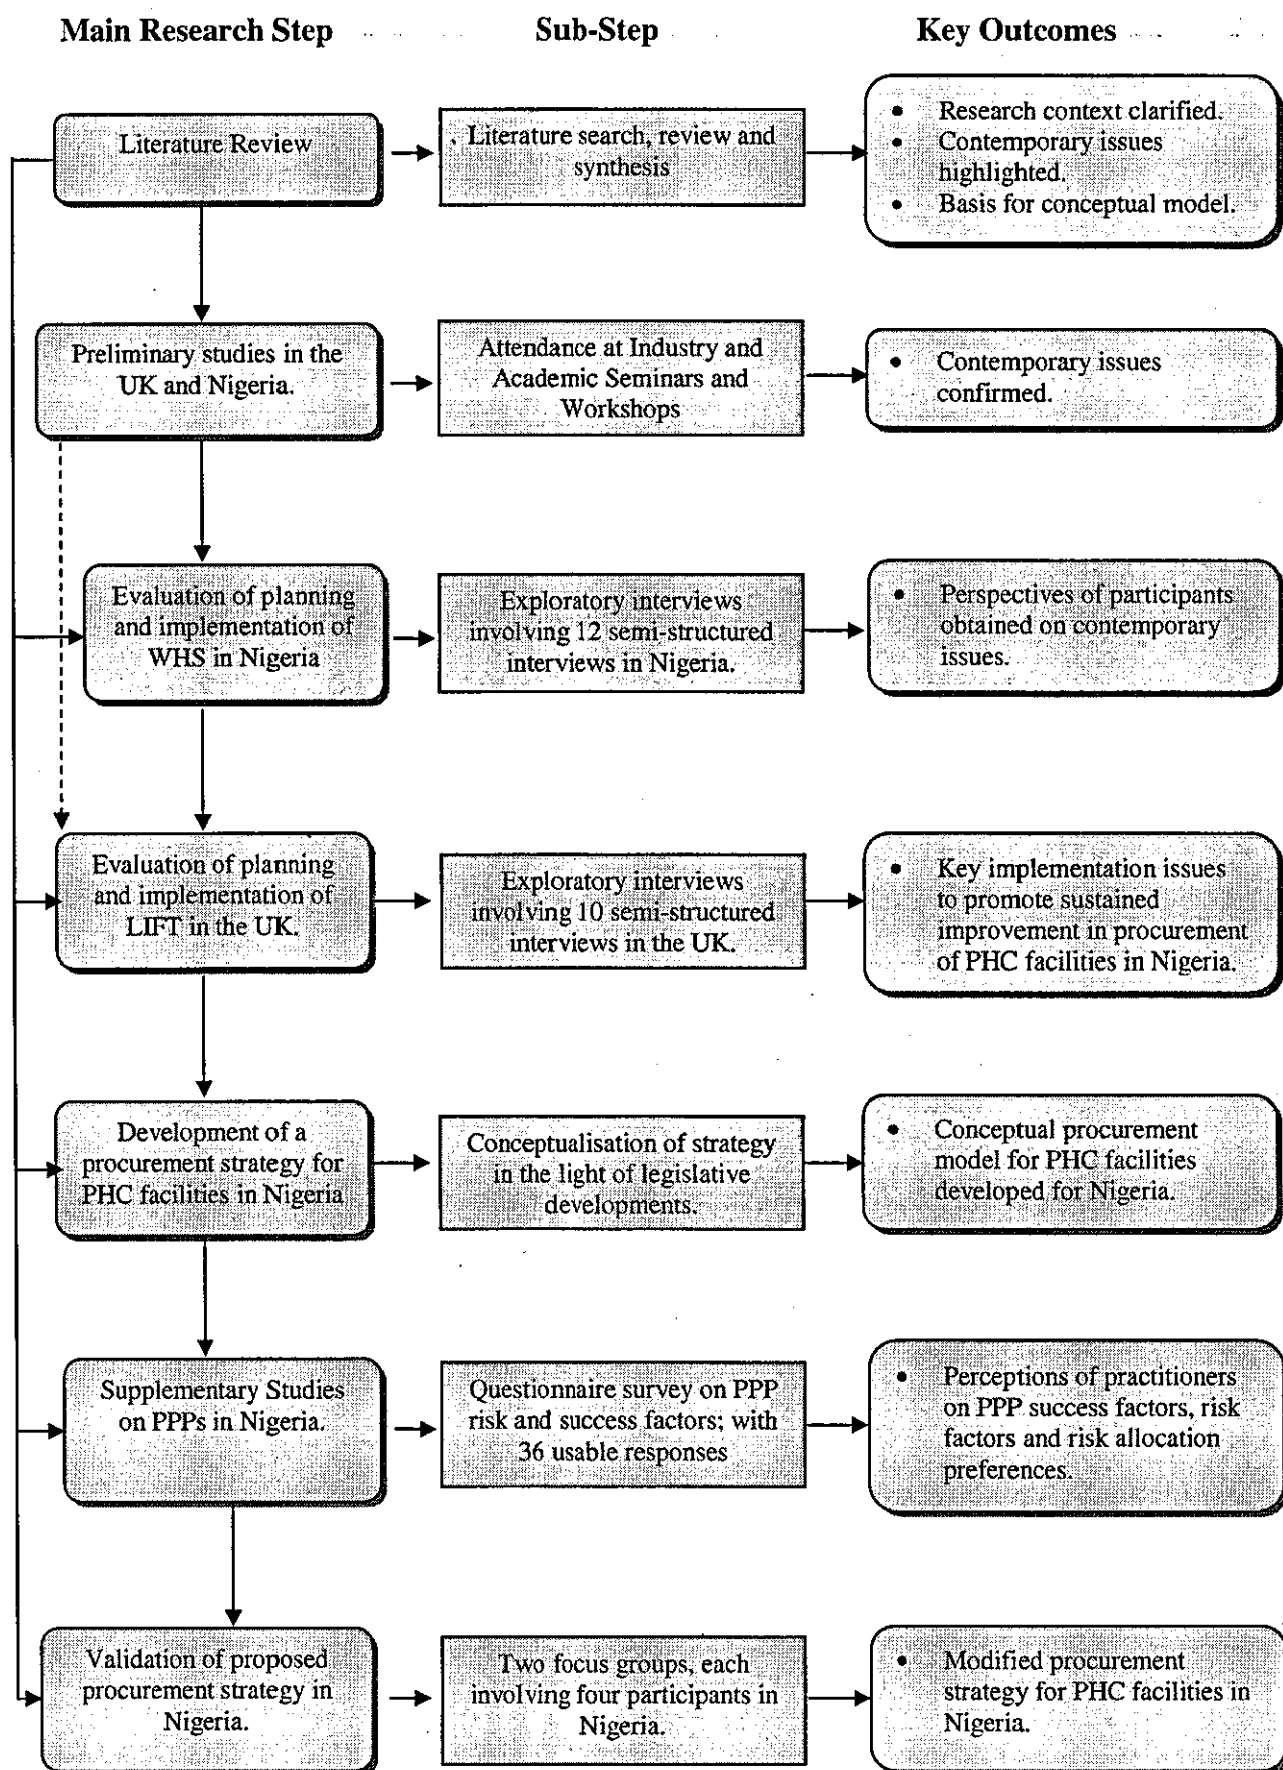 Main Research Step
Sub-Step
Key Outcomes
Literature Review
Literature search, review and
synthesis
• Research context clarified.
• Contemporary issues
highlighted.
• Basis for conceptual model.
Preliminary studies in the
UK and Nigeria.
Attendance at Industry and
Academic Seminars and
Workshops
• Contemporary issues
confirmed.
Evaluation of planning
and implementation of
WHS in Nigeria
Exploratory interviews
involving 12 semi-structured
interviews in Nigeria.
• Perspectives of participants
obtained on contemporary
issues.
Evaluation of planning
and implementation of
LIFT in the UK.
Exploratory interviews
involving 10 semi-structured
interviews in the UK.
• Key implementation issues
to promote sustained
improvement in procurement
of PHC facilities in Nigeria.
Development of a
procurement strategy for
PHC facilities in Nigeria
Conceptualisation of strategy
in the light of legislative
developments.
• Conceptual procurement
model for PHC facilities
developed for Nigeria.
Supplementary Studies
on PPPs in Nigeria.
Questionnaire survey on PPP
risk and success factors; with
36 usable responses
• Perceptions of practitioners
on PPP success factors, risk
factors and risk allocation
preferences.
Validation of proposed
procurement strategy in
Nigeria.
Two focus groups, each
involving four participants in
Nigeria.
• Modified procurement
strategy for PHC facilities in
Nigeria.